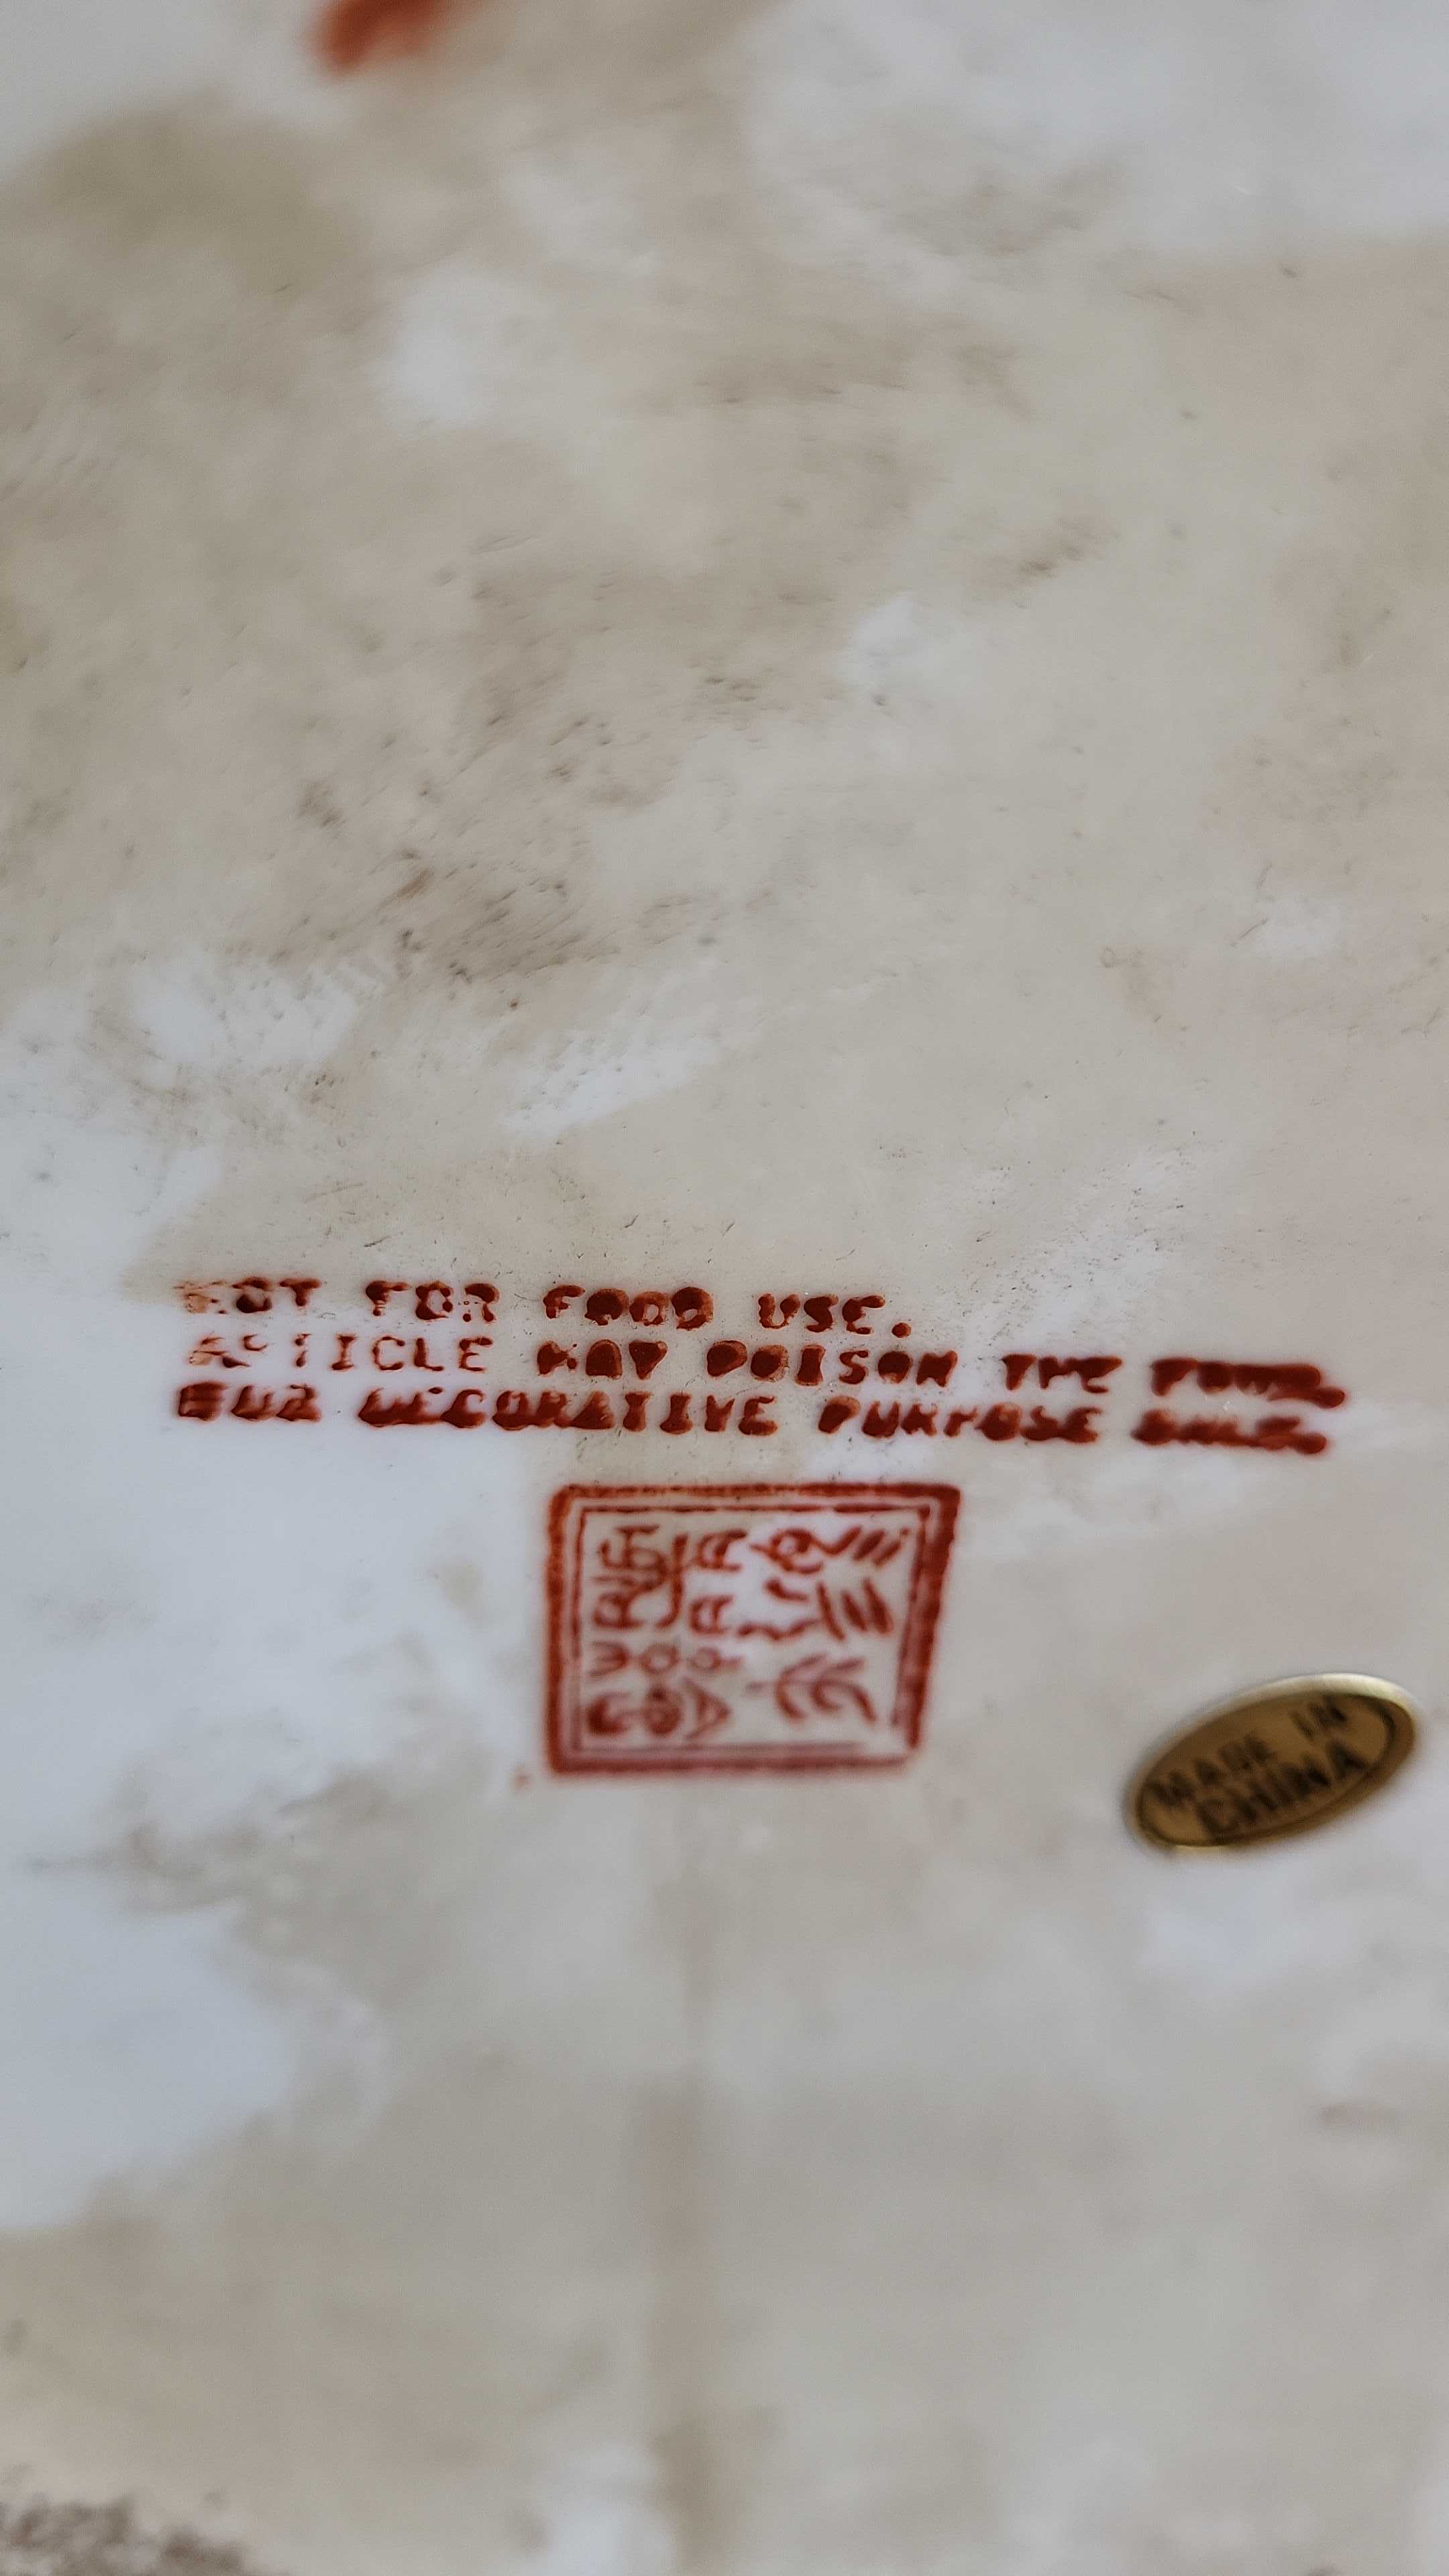 NOT FOR FOOD USE.
ARTICLE MAY POISON THE FOOD.
FOR DECORATIVE PURPOSE ONLY.
MADE IN
CHINA